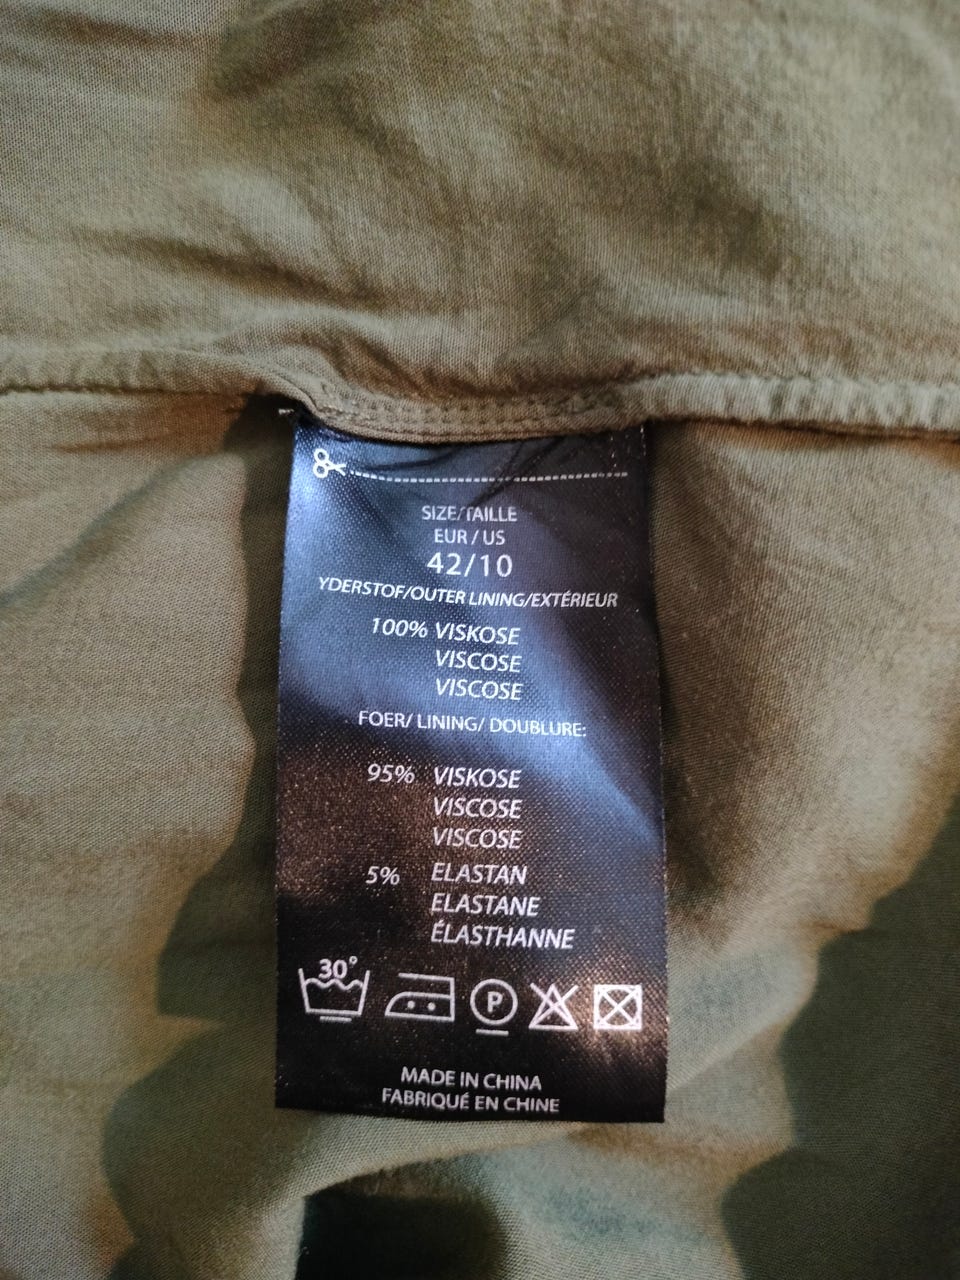 SIZE/TAILLE
EUR / US
42/10
YDERSTOF/OUTER LINING/EXTÉRIEUR
100% VISKOSE
VISCOSE
VISCOSE
FOER/ LINING/ DOUBLURE:
95% VISKOSE
VISCOSE
VISCOSE
5% ELASTAN
ELASTANE
ÉLASTHANNE
30° P
MADE IN CHINA
FABRIQUÉ EN CHINE